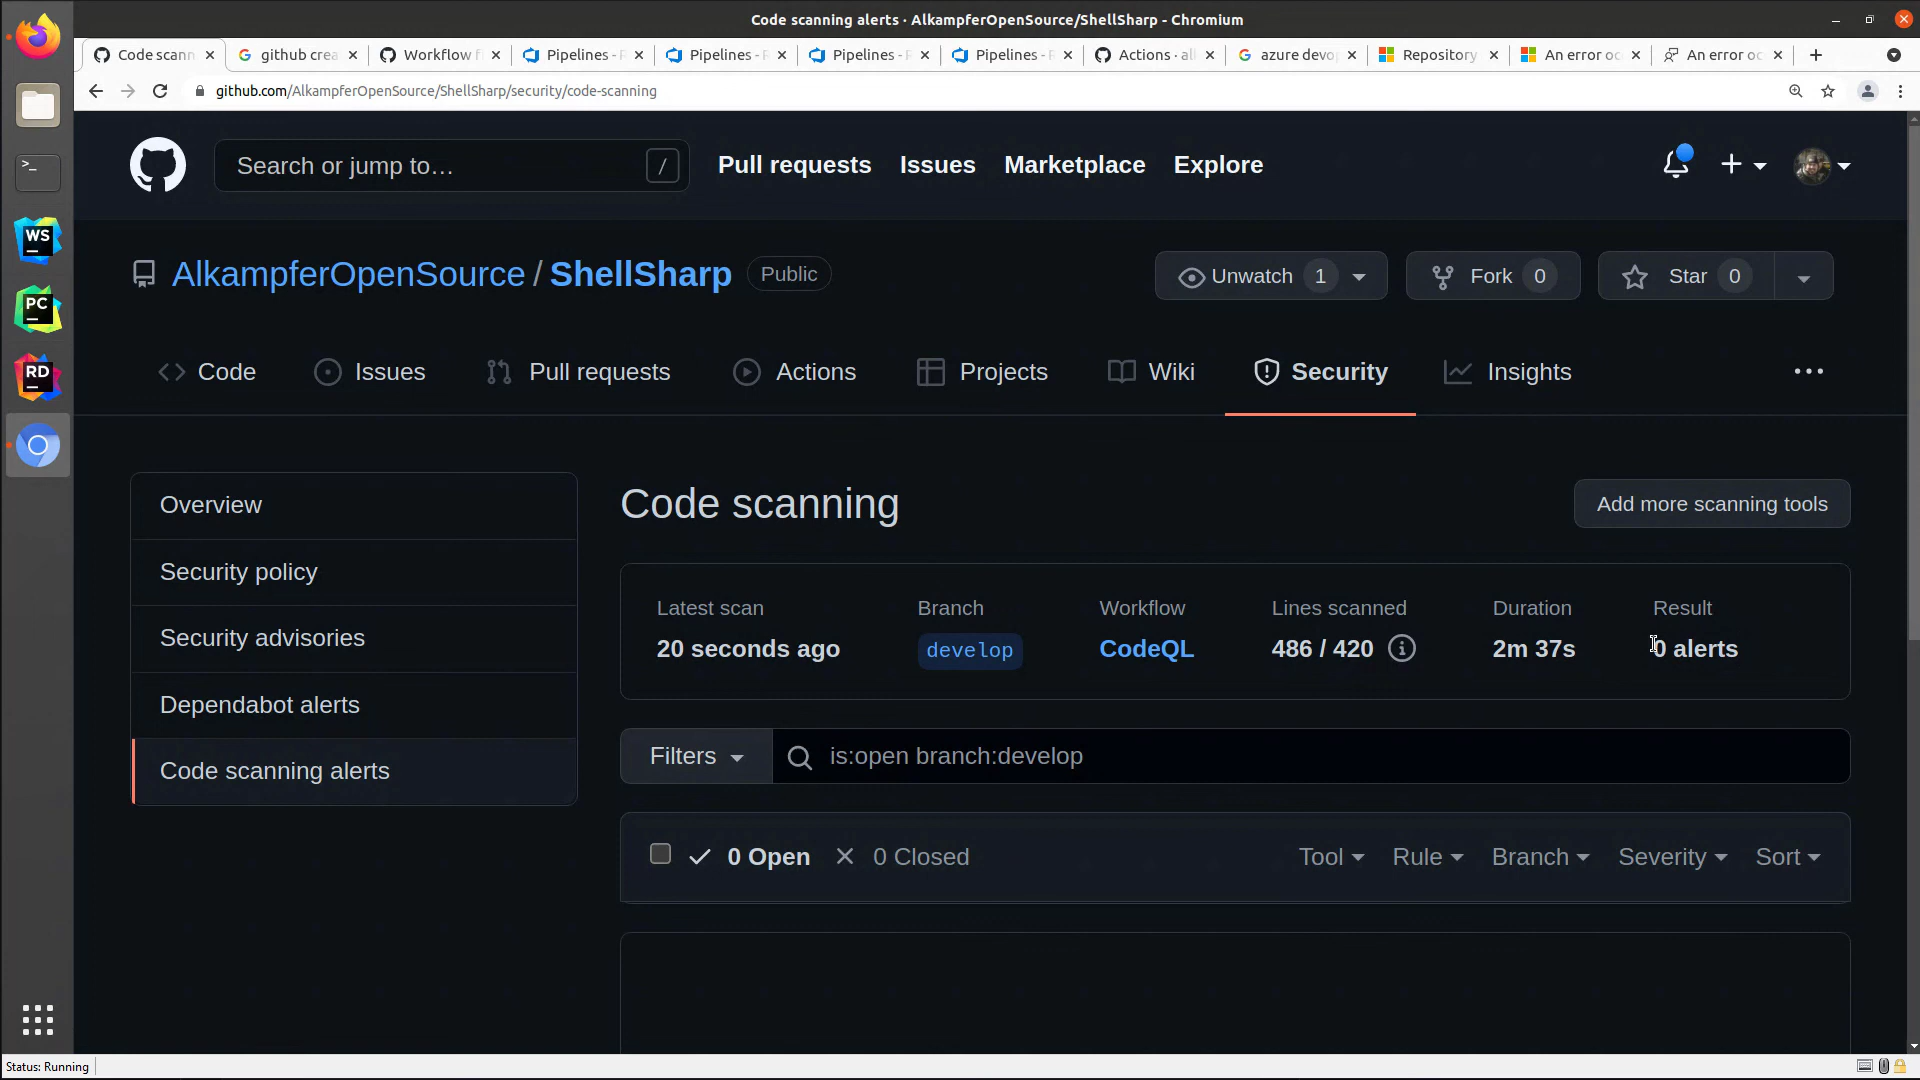 Code scanning alerts · AlkampferOpenSource/ShellSharp - Chromium
Code scann
github crea
Workflow f
Pipelines - R
Pipelines - R
Pipelines - R
Pipelines - R
Actions · al
azure devo
Repository
An error oc
An error oc
github.com/AlkampferOpenSource/ShellSharp/security/code-scanning
Search or jump to…
/
Pull requests
Issues
Marketplace
Explore
AlkampferOpenSource / ShellSharp
Public
Unwatch 1
Fork 0
Star 0
Code
Issues
Pull requests
Actions
Projects
Wiki
Security
Insights
Overview
Security policy
Security advisories
Dependabot alerts
Code scanning alerts
Code scanning
Add more scanning tools
Latest scan
20 seconds ago
Branch
develop
Workflow
CodeQL
Lines scanned
486 / 420
Duration
2m 37s
Result
0 alerts
Filters
is:open branch:develop
0 Open
0 Closed
Tool
Rule
Branch
Severity
Sort
WS
PC
RD
Status: Running